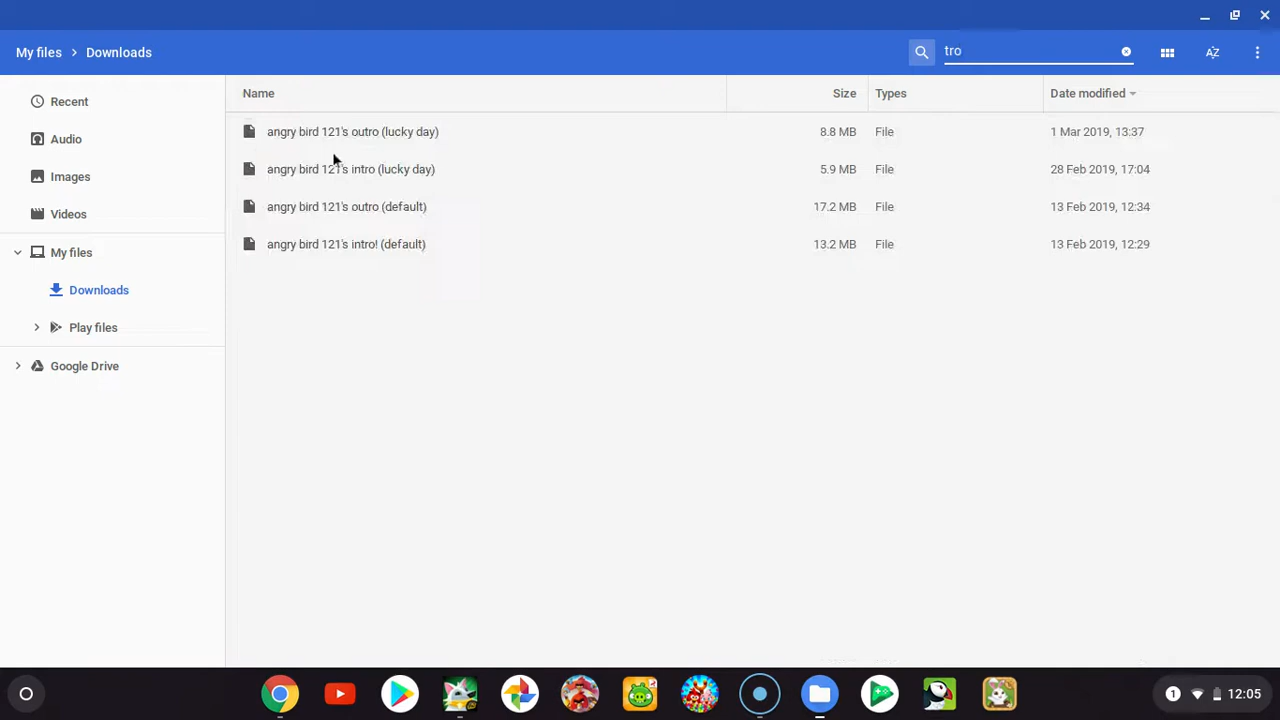 My files > Downloads
tro
Recent
Audio
Images
Videos
My files
Downloads
Play files
Google Drive
Name Size Types Date modified
angry bird 121's outro (lucky day) 8.8 MB File 1 Mar 2019, 13:37
angry bird 121's intro (lucky day) 5.9 MB File 28 Feb 2019, 17:04
angry bird 121's outro (default) 17.2 MB File 13 Feb 2019, 12:34
angry bird 121's intro! (default) 13.2 MB File 13 Feb 2019, 12:29
1 12:05